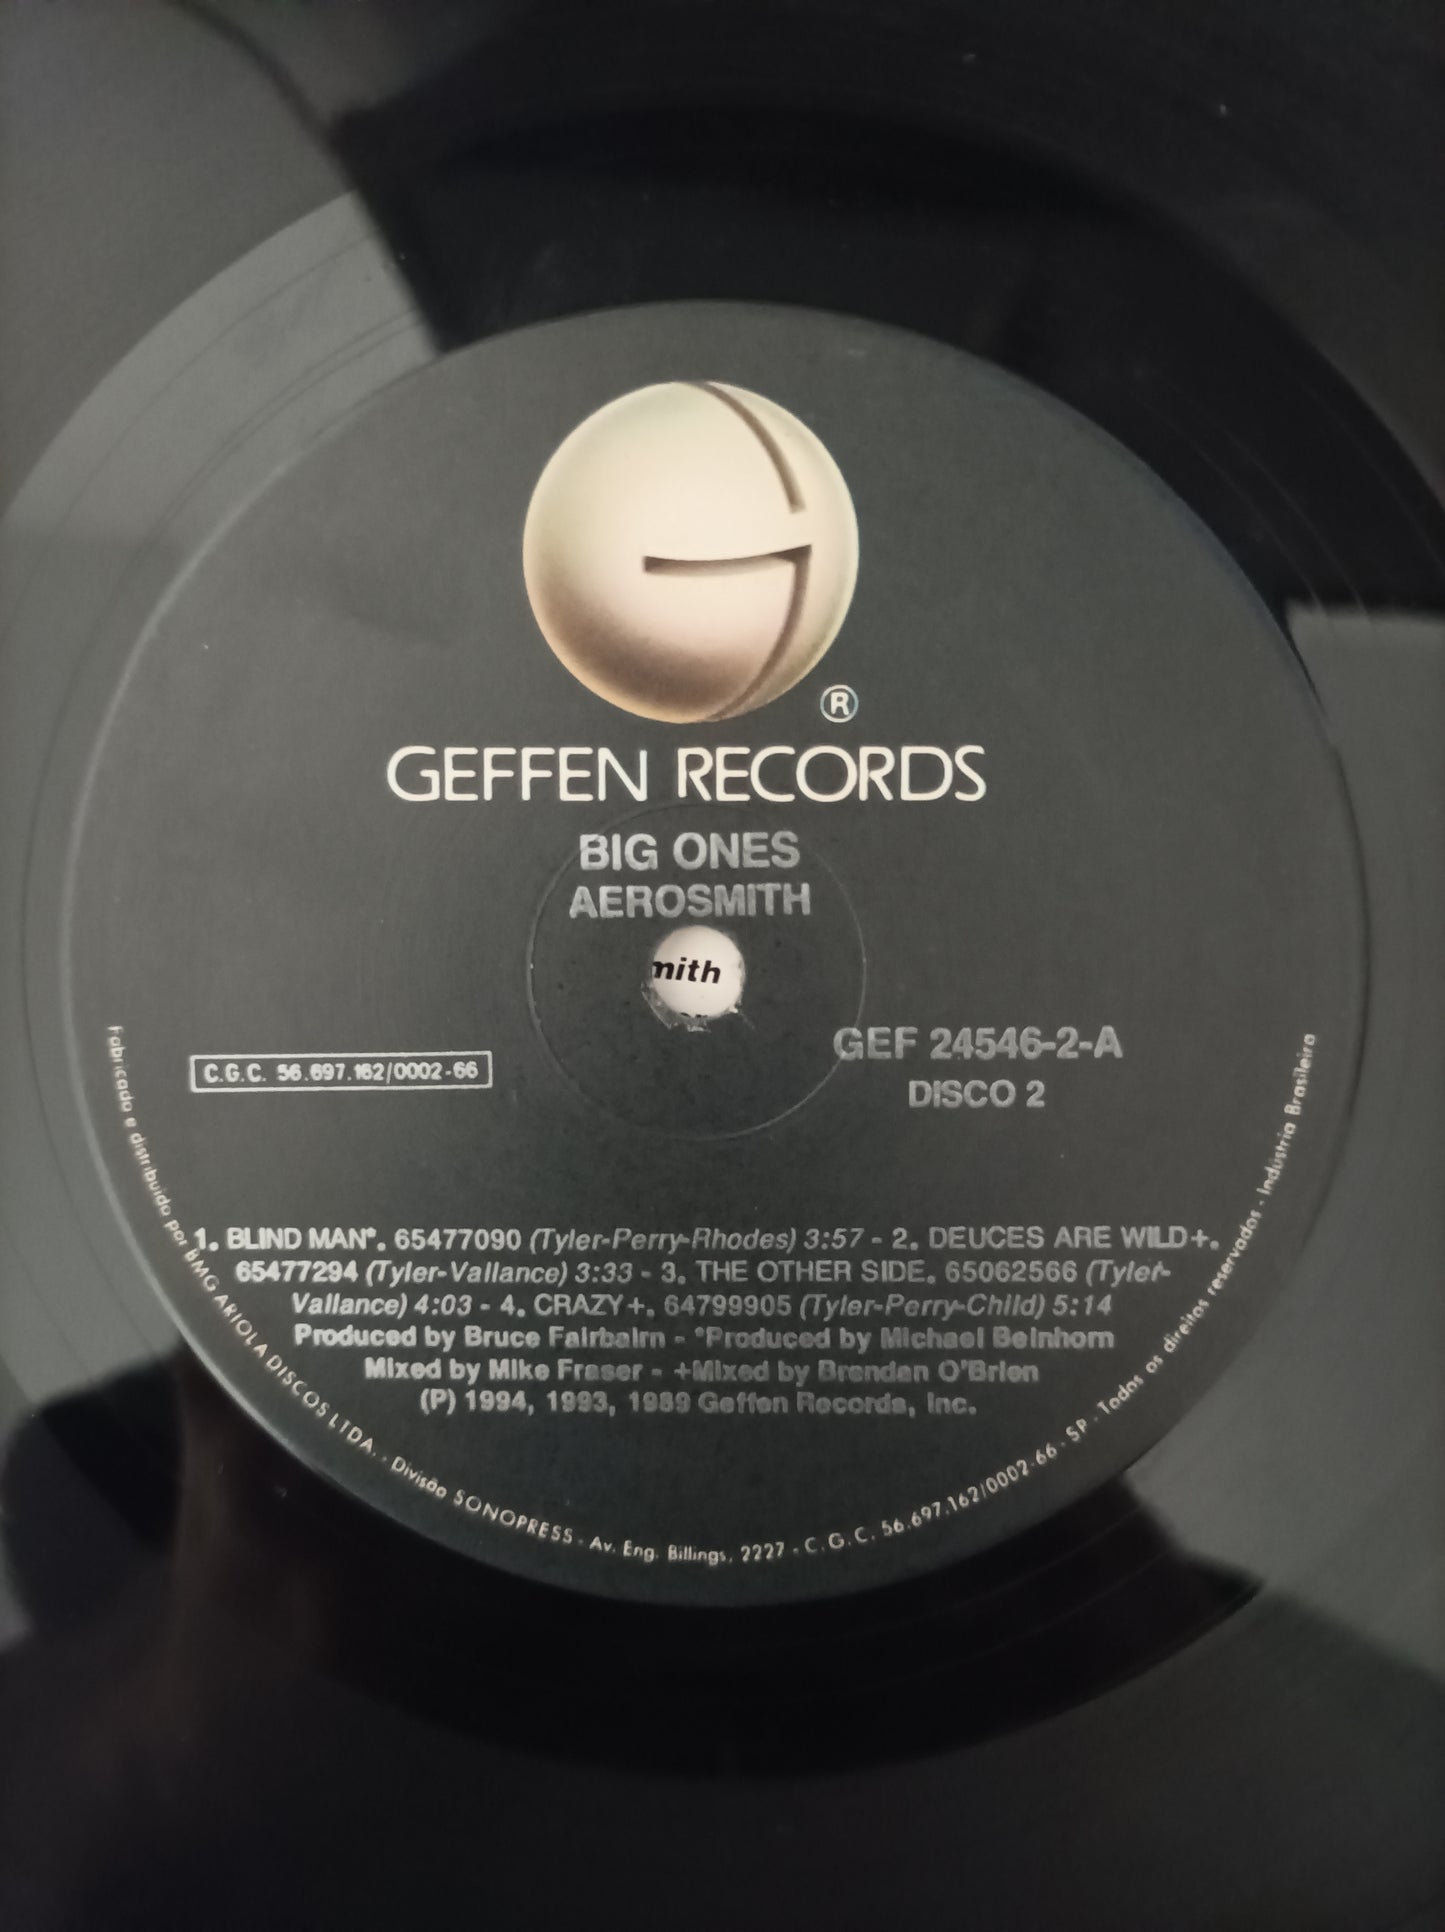 ®
GEFFEN RECORDS
BIG ONES
AEROSMITH
mith
GEF 24546-2-A
C.G.C. 56.697.162/0002-66
DISCO 2
1. BLIND MAN*. 65477090 (Tyler-Perry-Rhodes) 3:57 - 2. DEUCES ARE WILD+.
65477294 (Tyler-Vallance) 3:33 - 3. THE OTHER SIDE. 65062566 (Tyler-
Vallance) 4:03 - 4. CRAZY+. 64799905 (Tyler-Perry-Child) 5:14
Produced by Bruce Fairbairn - *Produced by Michael Beinhorn
Mixed by Mike Fraser - +Mixed by Brendan O'Brien
(P) 1994, 1993, 1989 Geffen Records, Inc.
Fabricado e distribuido por BMG ARIOLA DISCOS LTDA. - Divisão SONOPRESS - Av. Eng. Billings, 2227 - C.G.C. 56.697.162/0002-66 - SP - Todos os direitos reservados - Indústria Brasileira